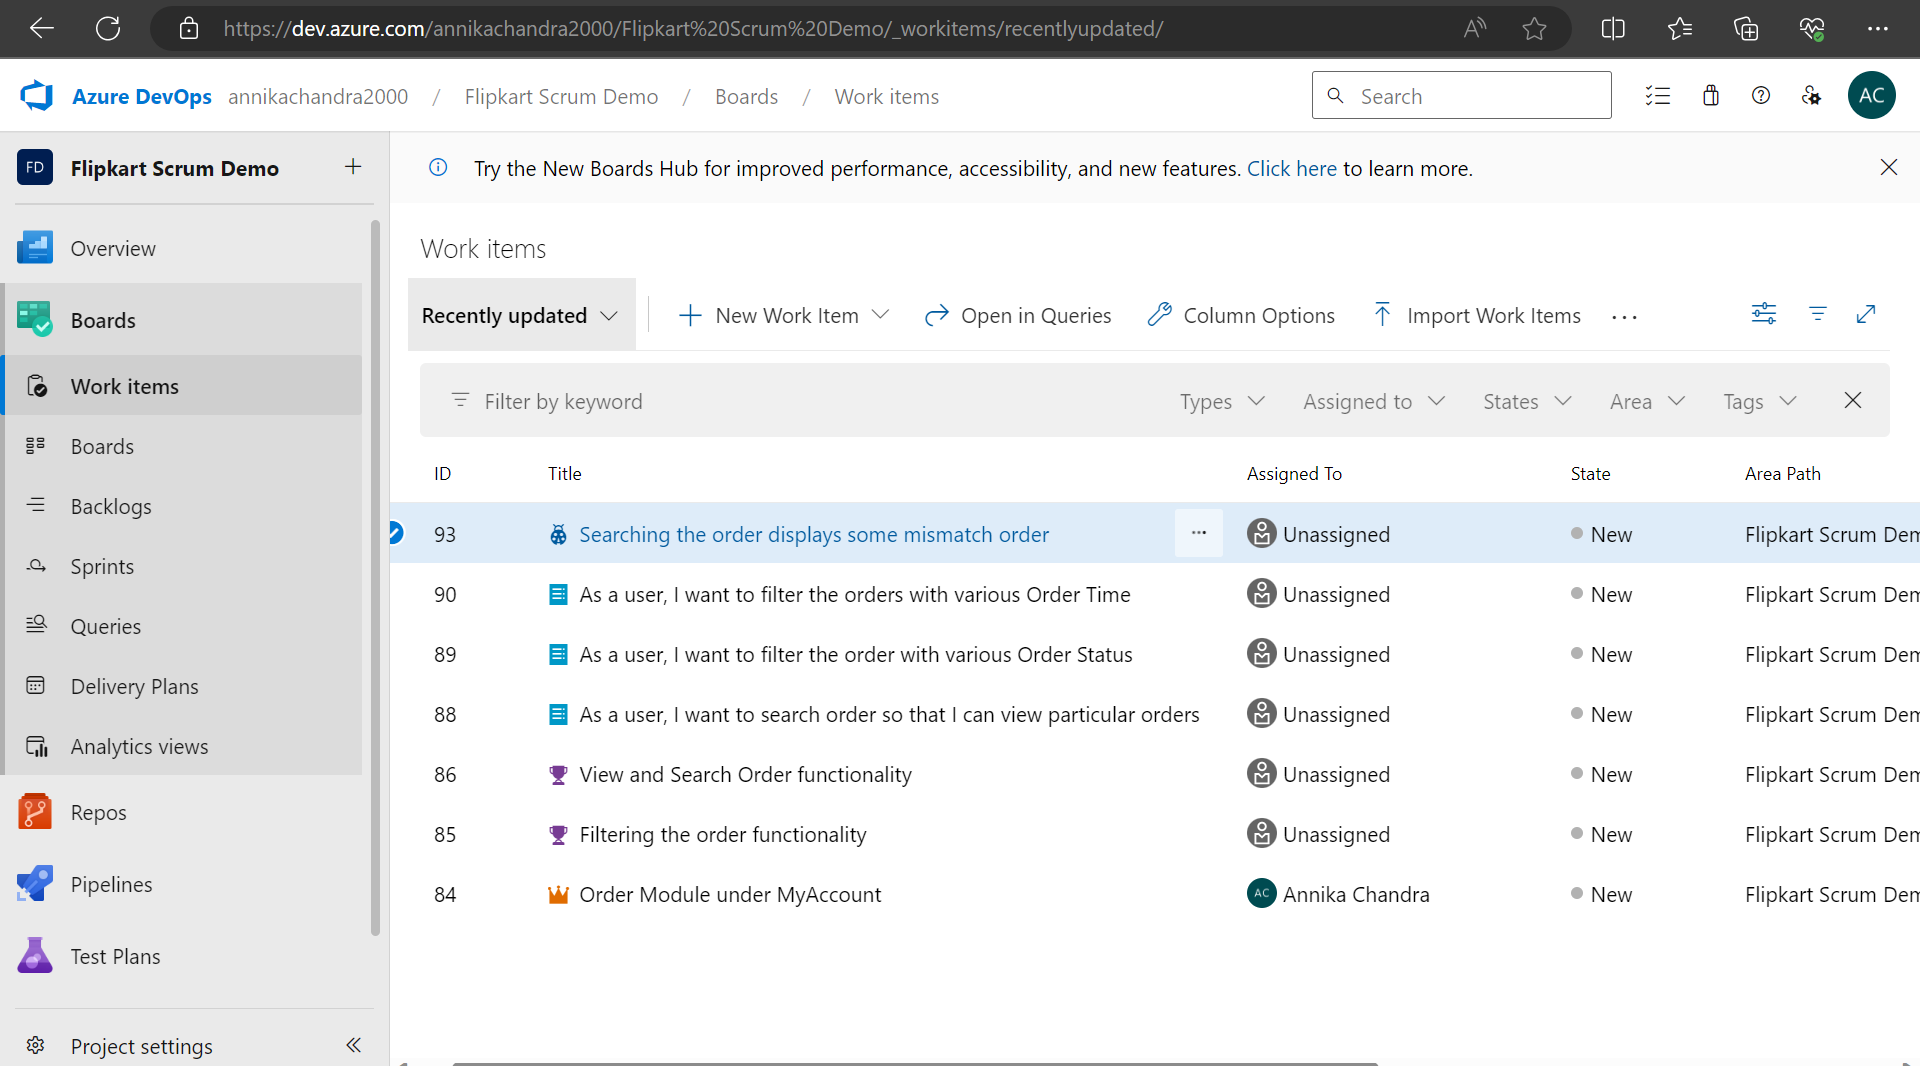 https://dev.azure.com/annikachandra2000/Flipkart%20Scrum%20Demo/_workitems/recentlyupdated/
Azure DevOps annikachandra2000 / Flipkart Scrum Demo / Boards / Work items
Search
AC
FD Flipkart Scrum Demo
Try the New Boards Hub for improved performance, accessibility, and new features. Click here to learn more.
Overview
Boards
Work items
Boards
Backlogs
Sprints
Queries
Delivery Plans
Analytics views
Repos
Pipelines
Test Plans
Project settings
Work items
Recently updated New Work Item Open in Queries Column Options Import Work Items
Filter by keyword Types Assigned to States Area Tags
ID Title Assigned To State Area Path
93 Searching the order displays some mismatch order Unassigned New Flipkart Scrum Dem
90 As a user, I want to filter the orders with various Order Time Unassigned New Flipkart Scrum Dem
89 As a user, I want to filter the order with various Order Status Unassigned New Flipkart Scrum Dem
88 As a user, I want to search order so that I can view particular orders Unassigned New Flipkart Scrum Dem
86 View and Search Order functionality Unassigned New Flipkart Scrum Dem
85 Filtering the order functionality Unassigned New Flipkart Scrum Dem
84 Order Module under MyAccount AC Annika Chandra New Flipkart Scrum Dem